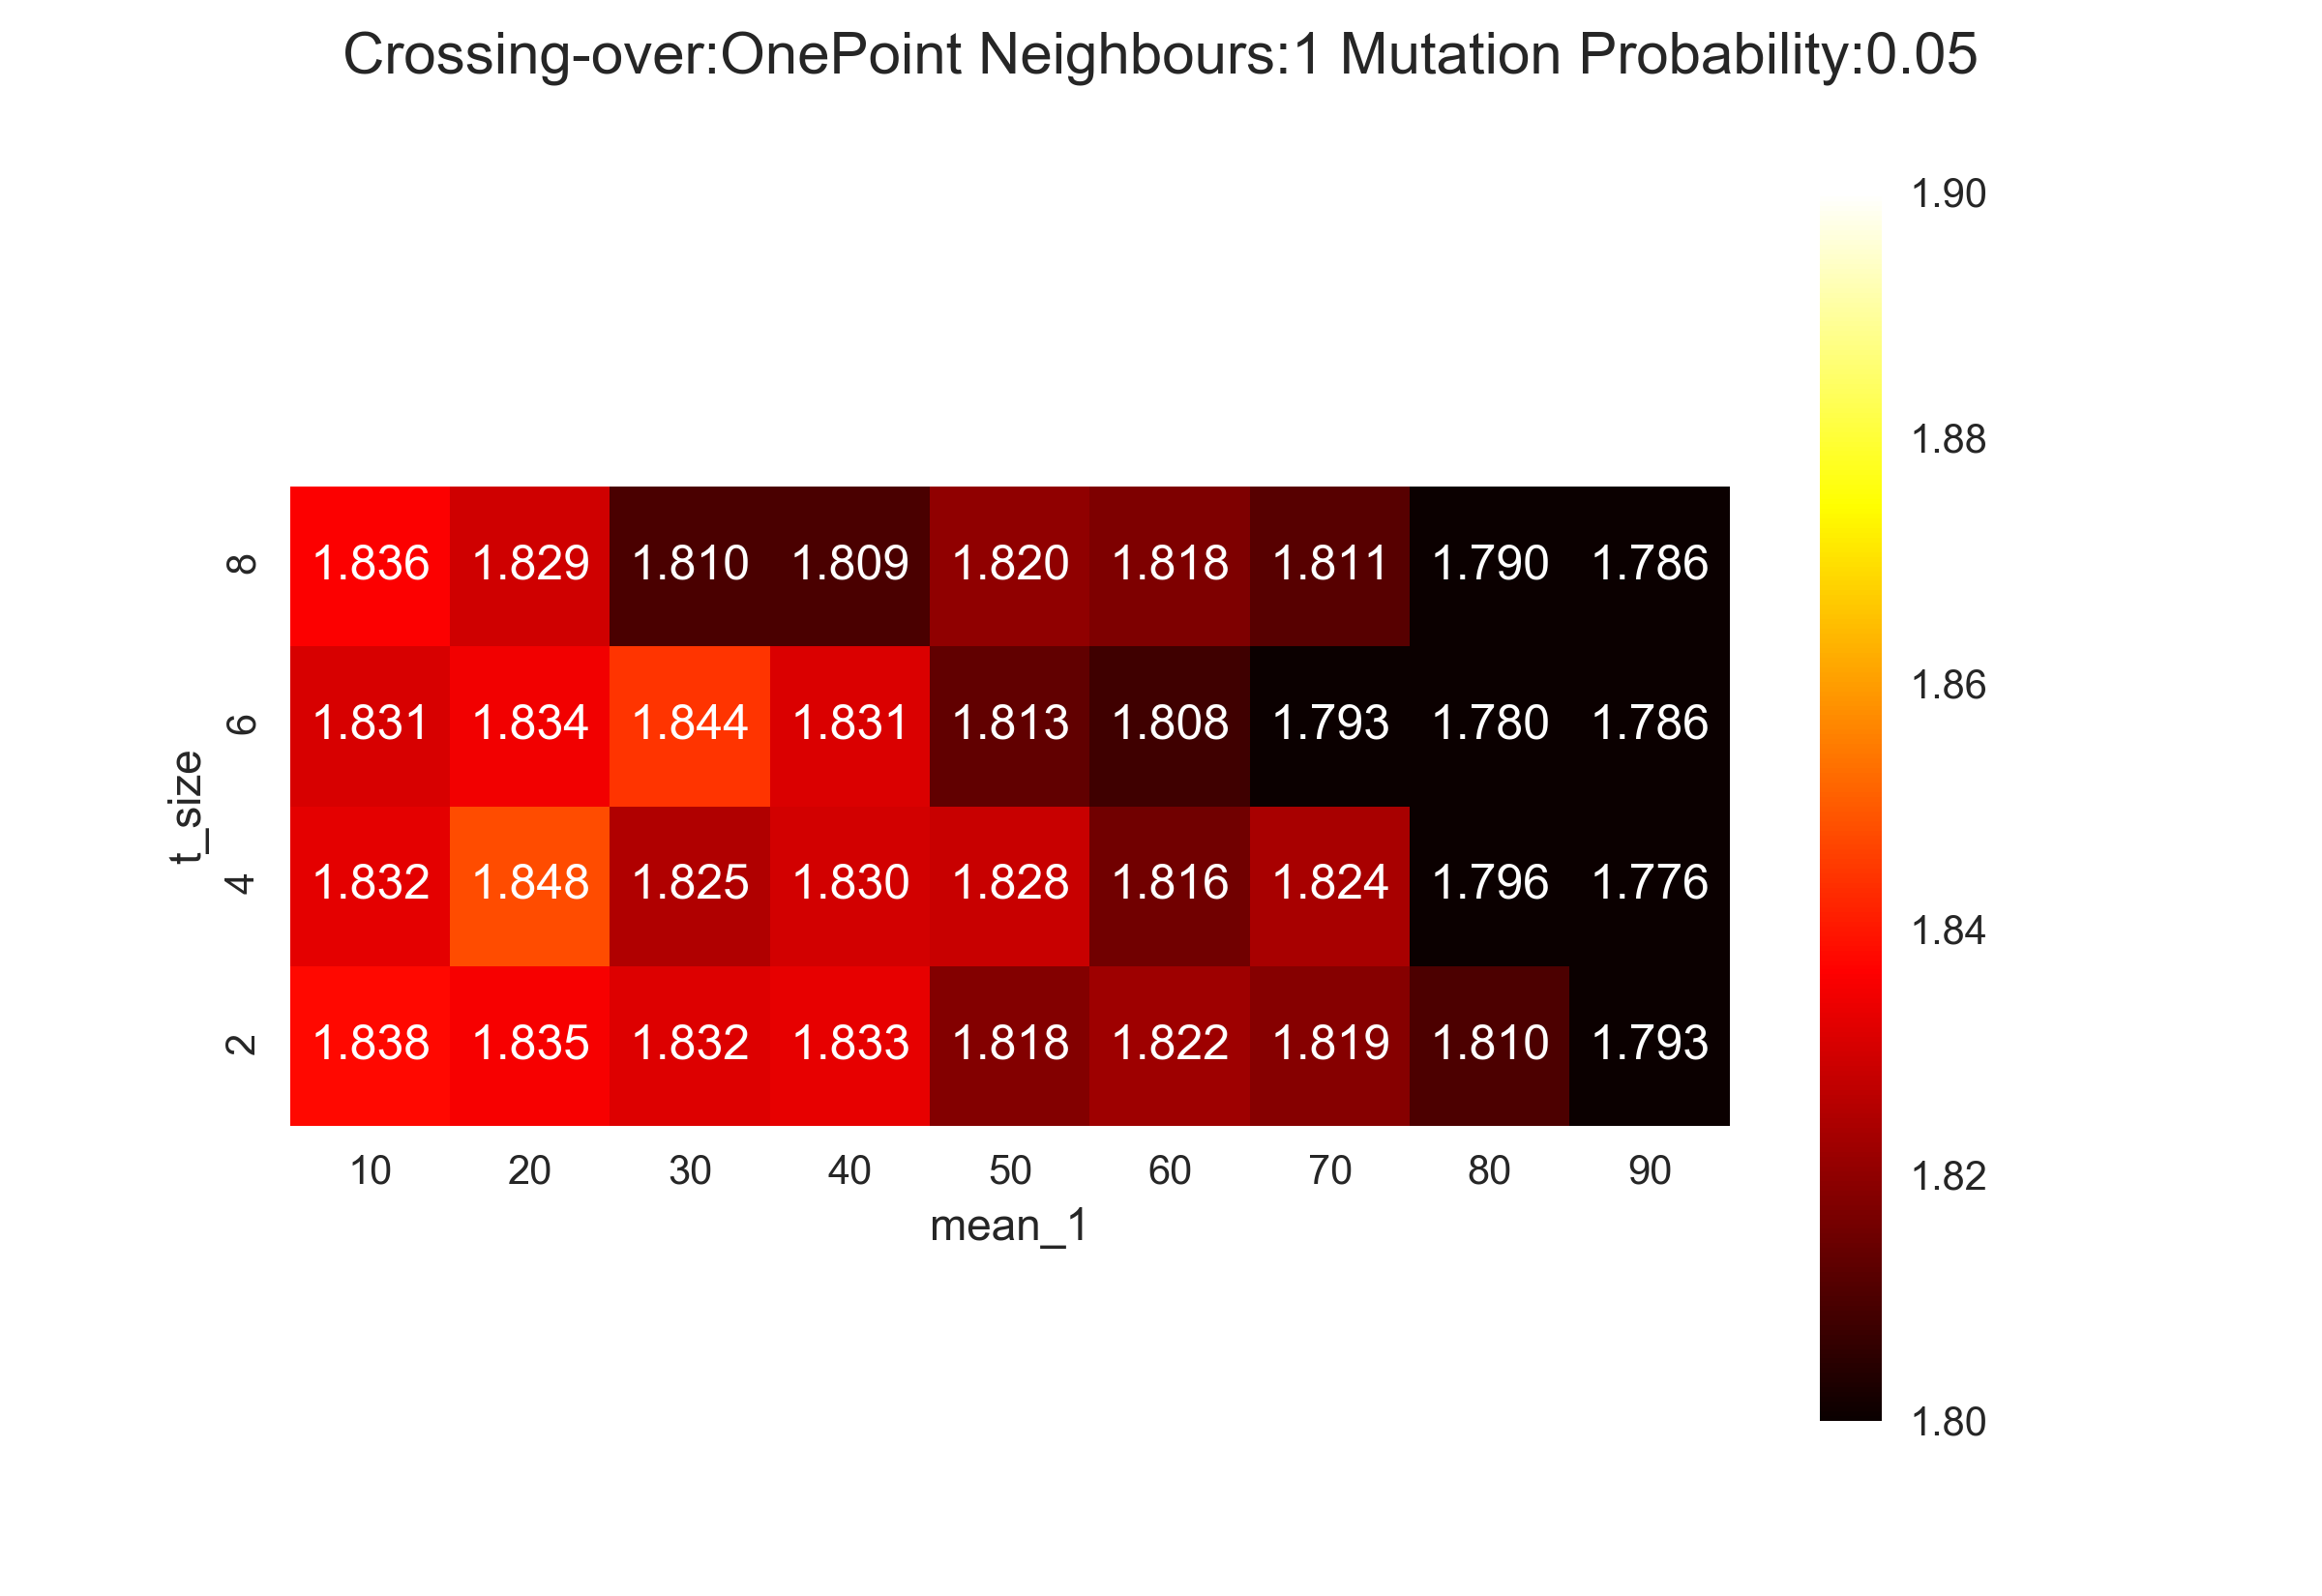 Crossing-over:OnePoint Neighbours:1 Mutation Probability:0.05
t_size
8 1.836 1.829 1.810 1.809 1.820 1.818 1.811 1.790 1.786
6 1.831 1.834 1.844 1.831 1.813 1.808 1.793 1.780 1.786
4 1.832 1.848 1.825 1.830 1.828 1.816 1.824 1.796 1.776
2 1.838 1.835 1.832 1.833 1.818 1.822 1.819 1.810 1.793
10 20 30 40 50 60 70 80 90
mean_1
1.90
1.88
1.86
1.84
1.82
1.80